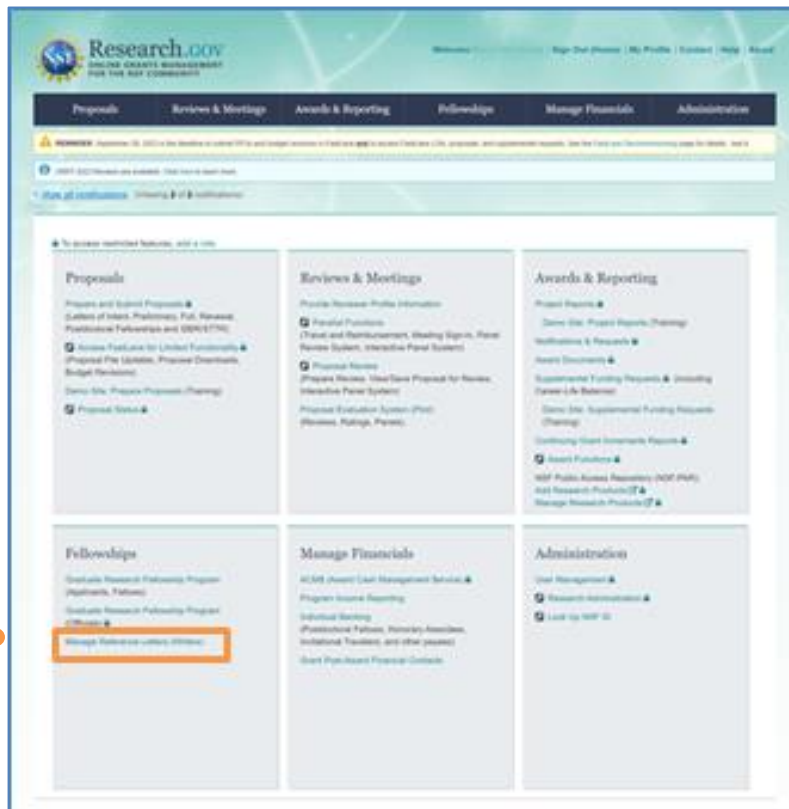 Research.gov
ONLINE GRANTS MANAGEMENT
FOR THE NSF COMMUNITY
Welcome
Sign Out (Home) | My Profile | Contact | Help | About
Proposals
Reviews & Meetings
Awards & Reporting
Fellowships
Manage Financials
Administration
Show all notifications
To access restricted features, add a role
Proposals
Prepare and Submit Proposals
(Letters of Intent, Preliminary, Full, Renewal,
Postdoctoral Fellowships and SBIR/STTR)
Access FastLane for Limited Functionality
(Proposal File Updates, Proposal Downloads,
Budget Revisions)
Demo Site: Prepare Proposals (Training)
Proposal Status
Reviews & Meetings
Provide Reviewer Profile Information
Panelist Functions
(Travel and Reimbursement, Meeting Sign-in, Panel
Review System, Interactive Panel System)
Proposal Review
(Prepare Review, View/Save Proposal for Review,
Interactive Panel System)
Proposal Evaluation System (Pilot)
(Reviews, Ratings, Panels)
Awards & Reporting
Project Reports
Demo Site: Project Reports (Training)
Notifications & Requests
Award Documents
Supplemental Funding Requests (including
Career-Life Balance)
Demo Site: Supplemental Funding Requests
(Training)
Continuing Grant Increments Reports
Award Functions
NSF Public Access Repository (NSF-PAR)
Add Research Products
Manage Research Products
Fellowships
Graduate Research Fellowship Program
(Applicants, Fellows)
Graduate Research Fellowship Program
(Officials)
Manage Reference Letters (Writers)
Manage Financials
ACM$ (Award Cash Management Service)
Program Income Reporting
Individual Banking
(Postdoctoral Fellows, Honorary Awardees,
Invitational Travelers, and other payees)
Grant Post-Award Financial Contacts
Administration
User Management
Research Administration
Look Up NSF ID